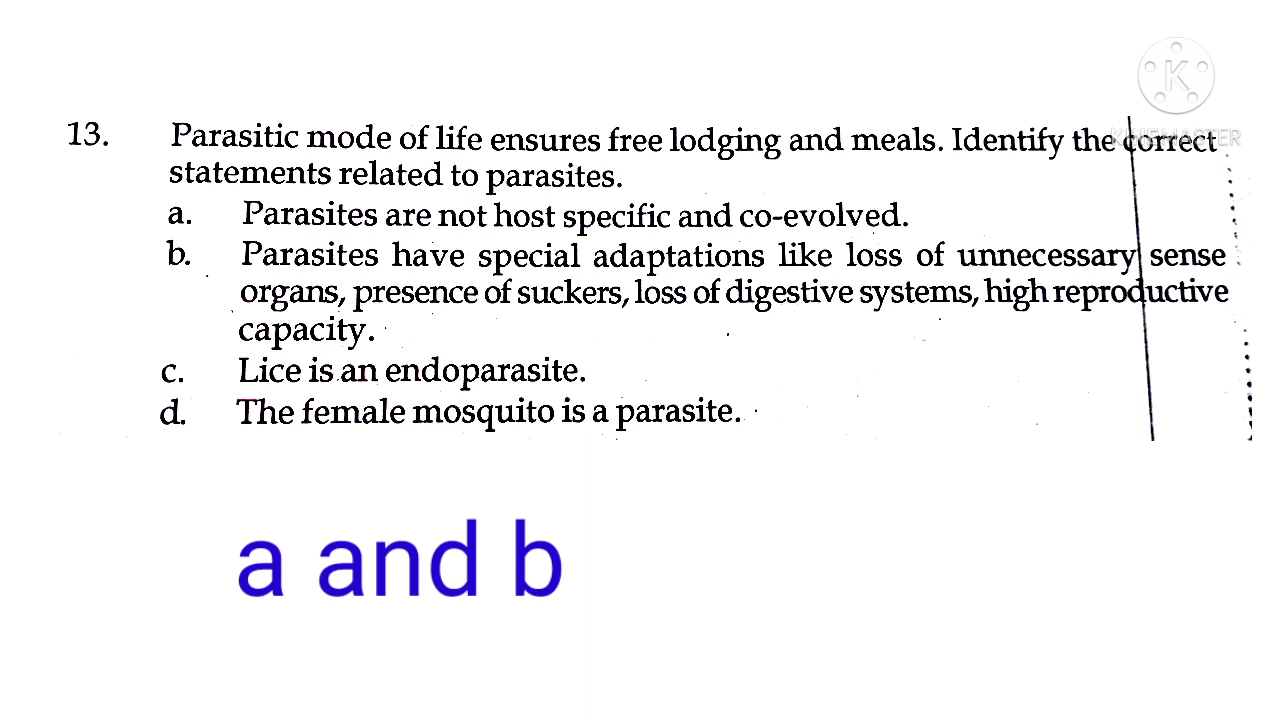 K
KINEMASTER
13. Parasitic mode of life ensures free lodging and meals. Identify the correct
statements related to parasites.
a. Parasites are not host specific and co-evolved.
b. Parasites have special adaptations like loss of unnecessary sense
organs, presence of suckers, loss of digestive systems, high reproductive
capacity.
c. Lice is an endoparasite.
d. The female mosquito is a parasite.
a and b